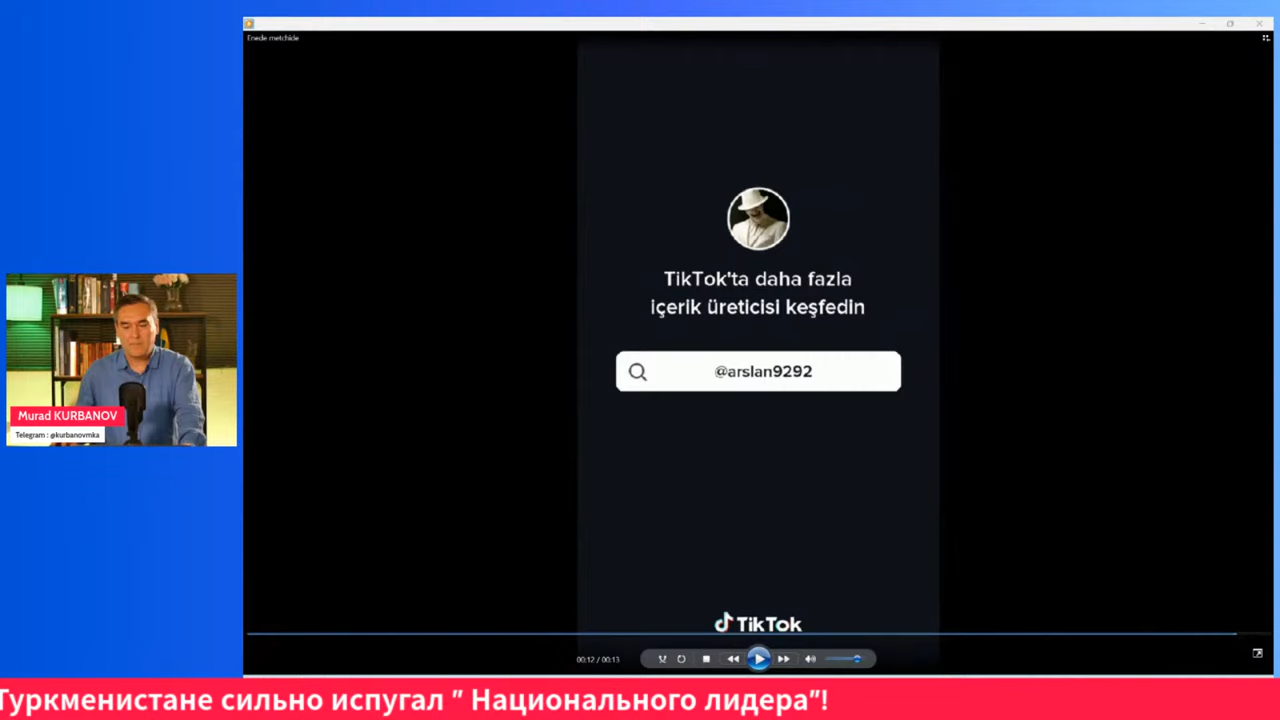 Enede metchide
TikTok'ta daha fazla
içerik üreticisi keşfedin
@arslan9292
TikTok
00:12 / 00:13
Murad KURBANOV
Telegram : @kurbanovmka
Туркменистане сильно испугал " Национального лидера"!